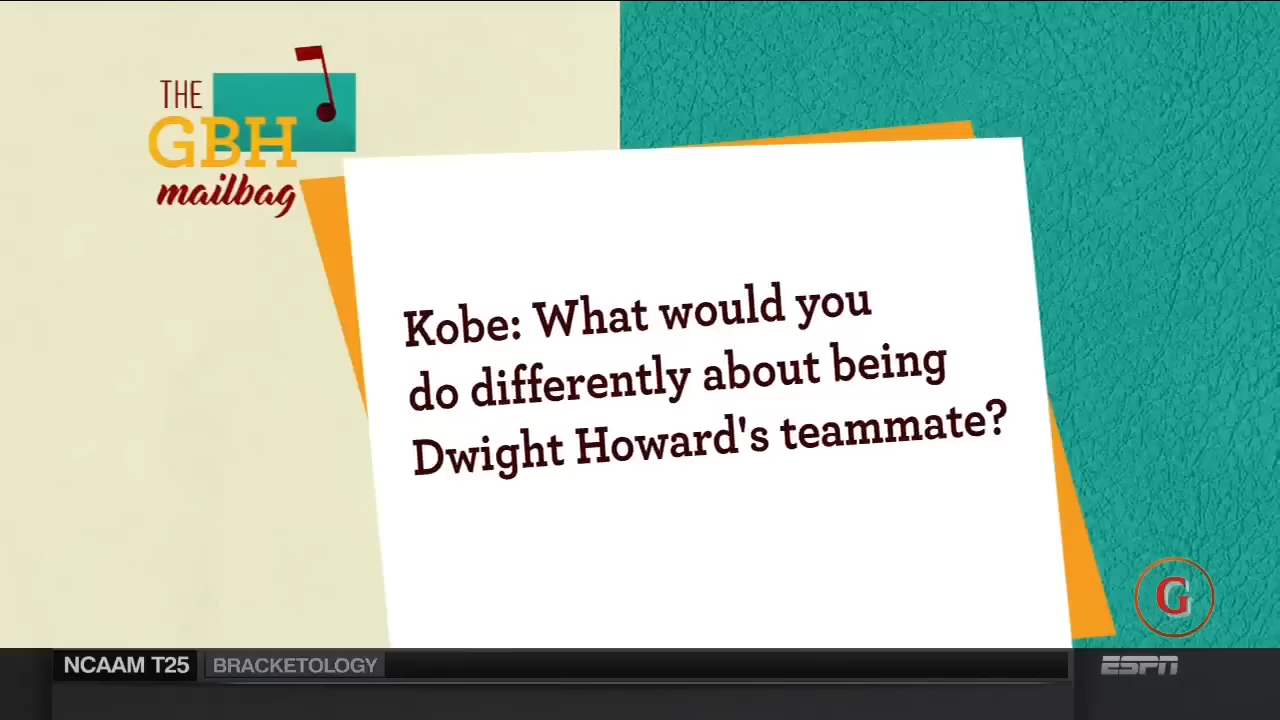 THE
GBH
mailbag
Kobe: What would you
do differently about being
Dwight Howard's teammate?
G
NCAAM T25 BRACKETOLOGY
ESPN